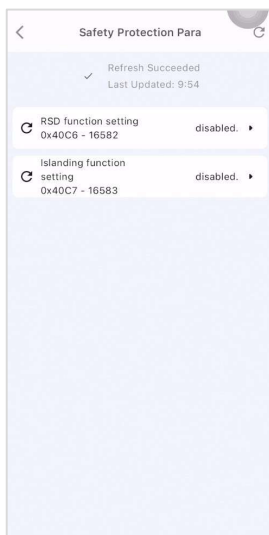 Safety Protection Para
Refresh Succeeded
Last Updated: 9:54
RSD function setting
0x40C6 - 16582
disabled.
Islanding function
setting
0x40C7 - 16583
disabled.